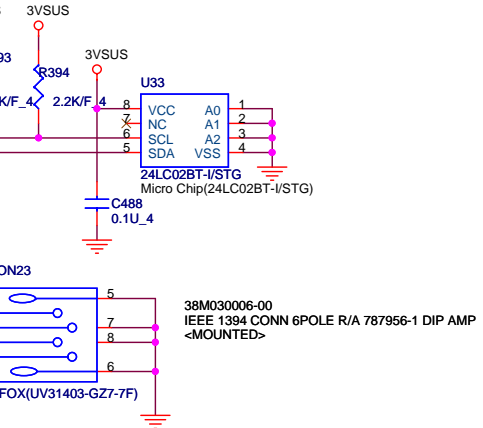 3VSUS
93
R394
3VSUS
K/F_4
2.2K/F_4
U33
8 VCC A0 1
7 NC A1 2
6 SCL A2 3
5 SDA VSS 4
24LC02BT-I/STG
Micro Chip(24LC02BT-I/STG)
C488
0.1U_4
ON23
5
7
8
6
38M030006-00
IEEE 1394 CONN 6POLE R/A 787956-1 DIP AMP
<MOUNTED>
FOX(UV31403-GZ7-7F)